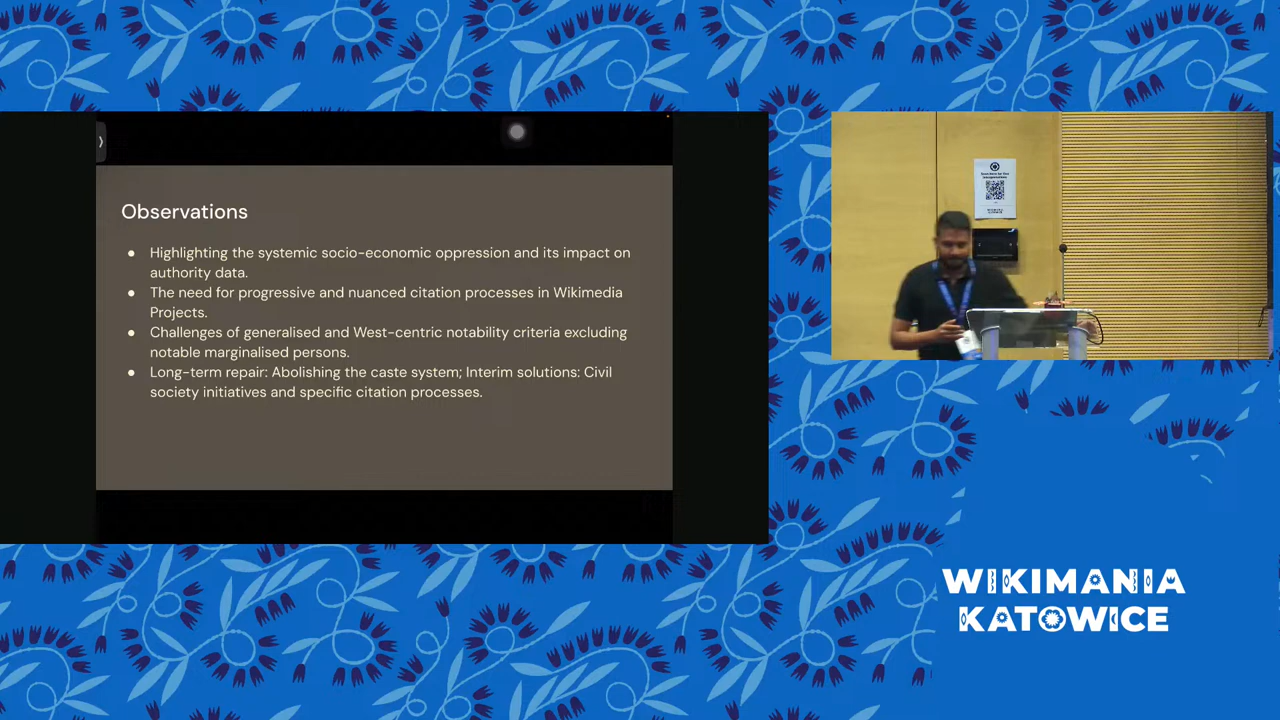 Observations
● Highlighting the systemic socio-economic oppression and its impact on
authority data.
● The need for progressive and nuanced citation processes in Wikimedia
Projects.
● Challenges of generalised and West-centric notability criteria excluding
notable marginalised persons.
● Long-term repair: Abolishing the caste system; Interim solutions: Civil
society initiatives and specific citation processes.
WIKIMANIA
KATOWICE